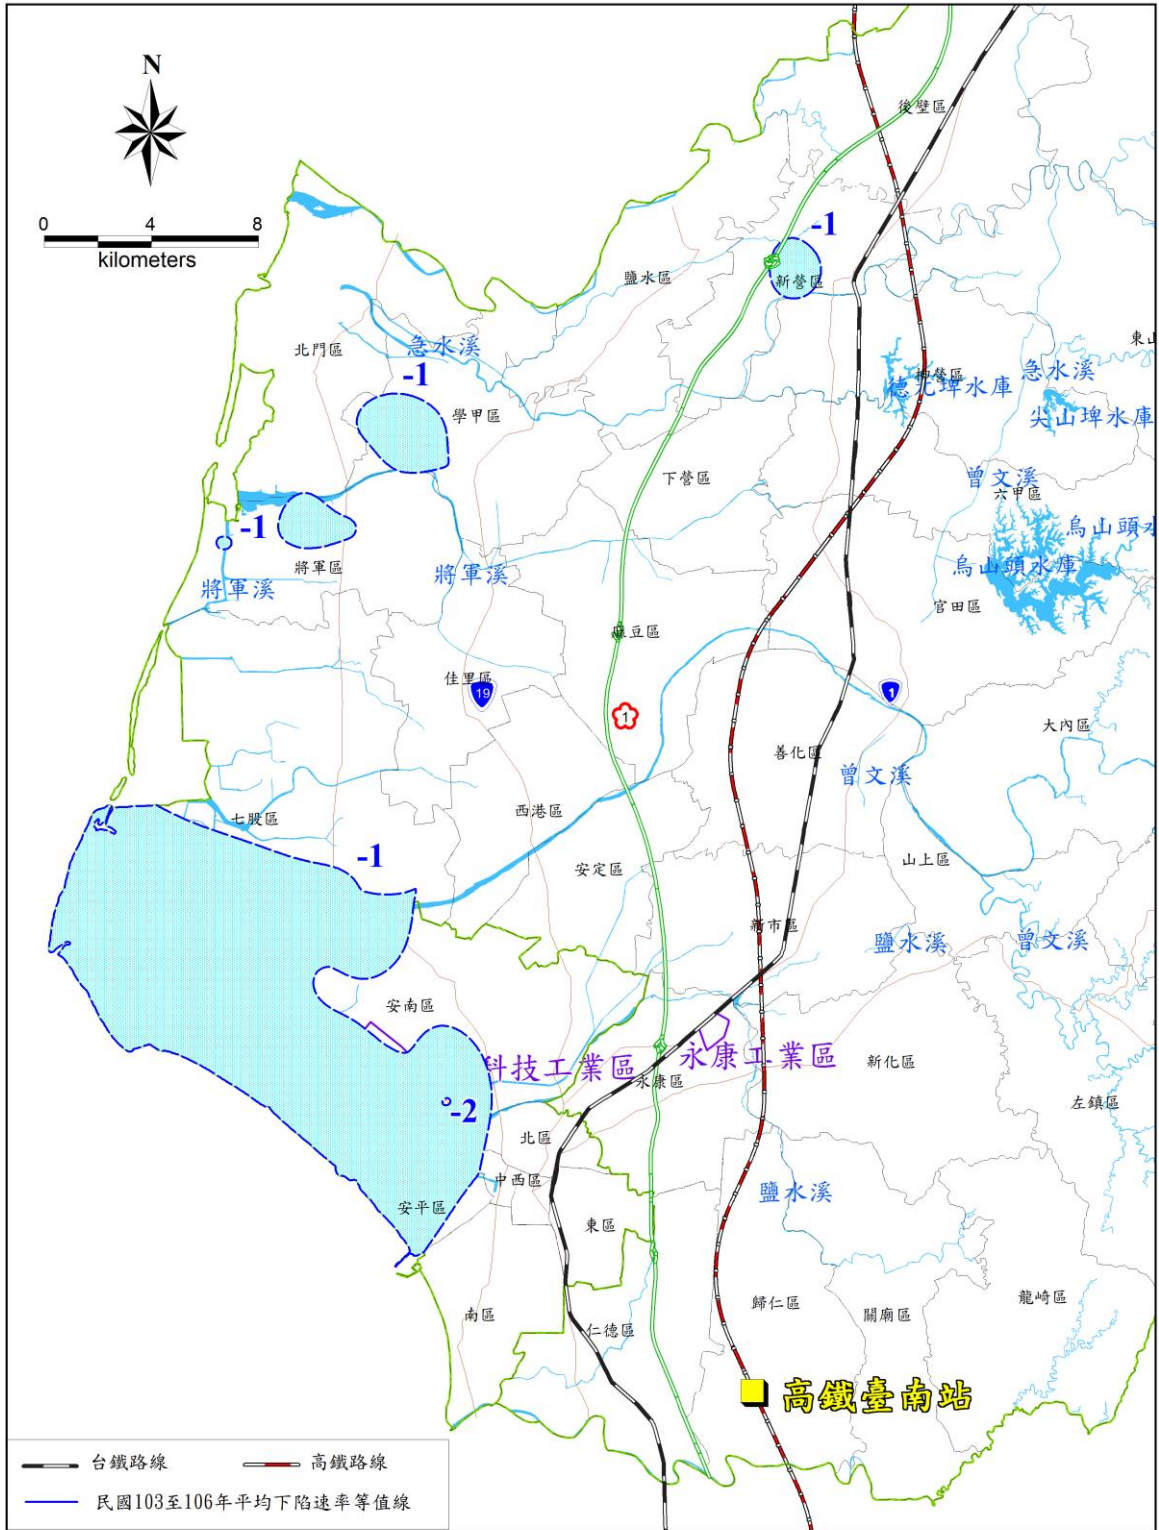 N
0 4 8
kilometers
後壁區
-1
新營區
鹽水區
北門區
急水溪
-1
學甲區
東山
柳營區
急水溪
尖山埤水庫
下營區
曾文溪
六甲區
-1
將軍區
將軍溪
將軍溪
烏山頭水
烏山頭水庫
官田區
麻豆區
佳里區
19
1
1
大內區
善化區
曾文溪
七股區
西港區
-1
安定區
山上區
新市區
鹽水溪
曾文溪
安南區
科技工業區
永康工業區
永康區
新化區
-2
左鎮區
北區
中西區
安平區
東區
鹽水溪
南區
仁德區
歸仁區
關廟區
龍崎區
高鐵臺南站
台鐵路線
高鐵路線
民國103至106年平均下陷速率等值線